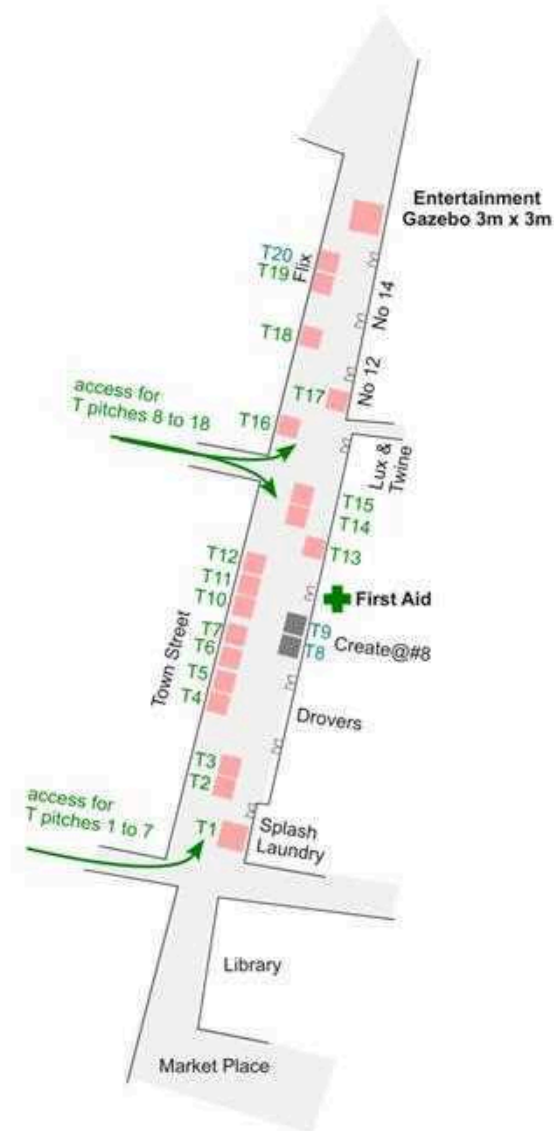 Entertainment
Gazebo 3m x 3m
T20
T19
Flix
No 14
T18
No 12
T17
access for
T pitches 8 to 18
T16
Lux &
Twine
T15
T14
T13
T12
T11
T10
First Aid
T7
T9
T6
T8
Create@#8
Town Street
T5
T4
Drovers
T3
T2
access for
T pitches 1 to 7
T1
Splash
Laundry
Library
Market Place